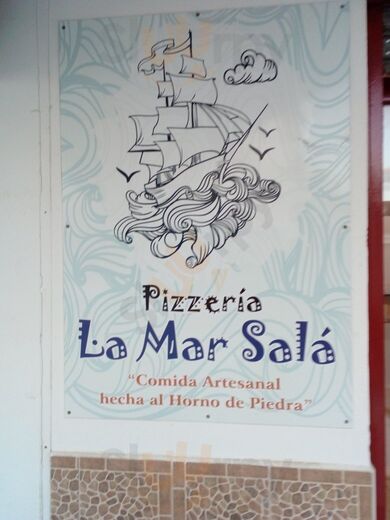 Pizzería
La Mar Salá
“Comida Artesanal
hecha al Horno de Piedra”